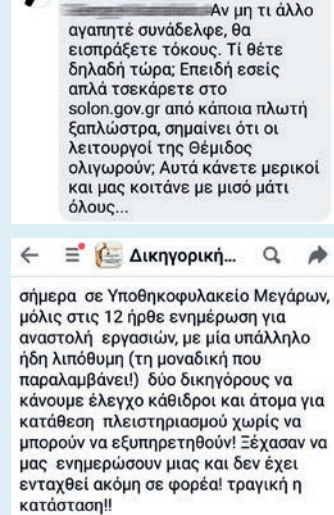 Αν μη τι άλλο
αγαπητέ συνάδελφε, θα
εισπράξετε τόκους. Τί θέτε
δηλαδή τώρα; Επειδή εσείς
απλά τσεκάρετε στο
solon.gov.gr από κάποια πλωτή
ξαπλώστρα, σημαίνει ότι οι
λειτουργοί της Θέμιδος
ολιγωρούν; Αυτά κάνετε μερικοί
και μας κοιτάνε με μισό μάτι
όλους...
Δικηγορική...
σήμερα σε Υποθηκοφυλακείο Μεγάρων,
μόλις στις 12 ήρθε ενημέρωση για
αναστολή εργασιών, με μία υπάλληλο
ήδη λιπόθυμη (τη μοναδική που
παραλαμβάνει!) δύο δικηγόρους να
κάνουμε έλεγχο κάθιδροι και άτομα για
κατάθεση πλειστηριασμού χωρίς να
μπορούν να εξυπηρετηθούν! Ξέχασαν να
μας ενημερώσουν μιας και δεν έχει
ενταχθεί ακόμη σε φορέα! τραγική η
κατάσταση!!